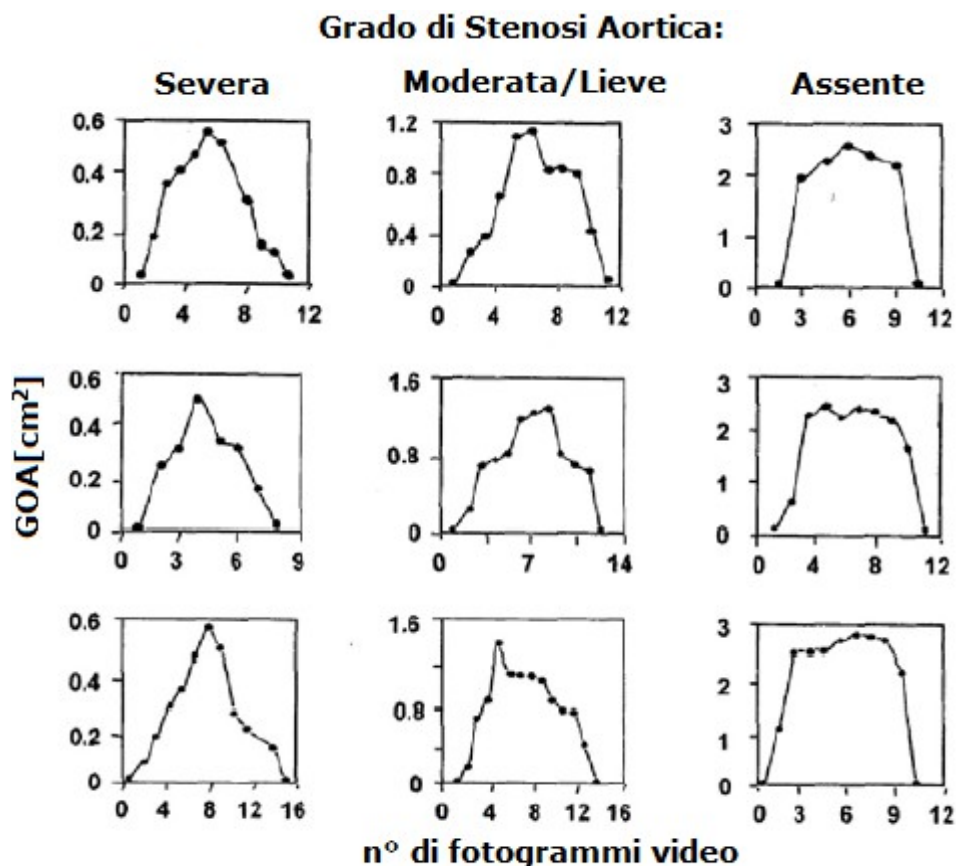 Grado di Stenosi Aortica:
Severa Moderata/Lieve Assente
0.6 1.2 3
0.4 0.8 2
0.2 0.4 1
0 0 0
0 4 8 12 4 8 12 0 3 6 9 12
0.6 1.6 3
0.4 0.8 2
0.2 0 1
0 0
0 3 6 9 0 7 14 0 4 8 12
0.6 1.6 3
0.4 0.8 2
0.2 0 1
0 0
0 4 8 12 16 0 4 8 12 16 0 3 6 9 12
GOA[cm²]
n° di fotogrammi video